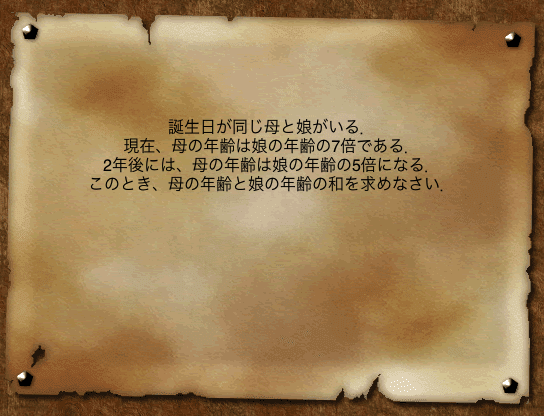 誕生日が同じ母と娘がいる．
現在、母の年齢は娘の年齢の7倍である．
2年後には、母の年齢は娘の年齢の5倍になる．
このとき、母の年齢と娘の年齢の和を求めなさい．